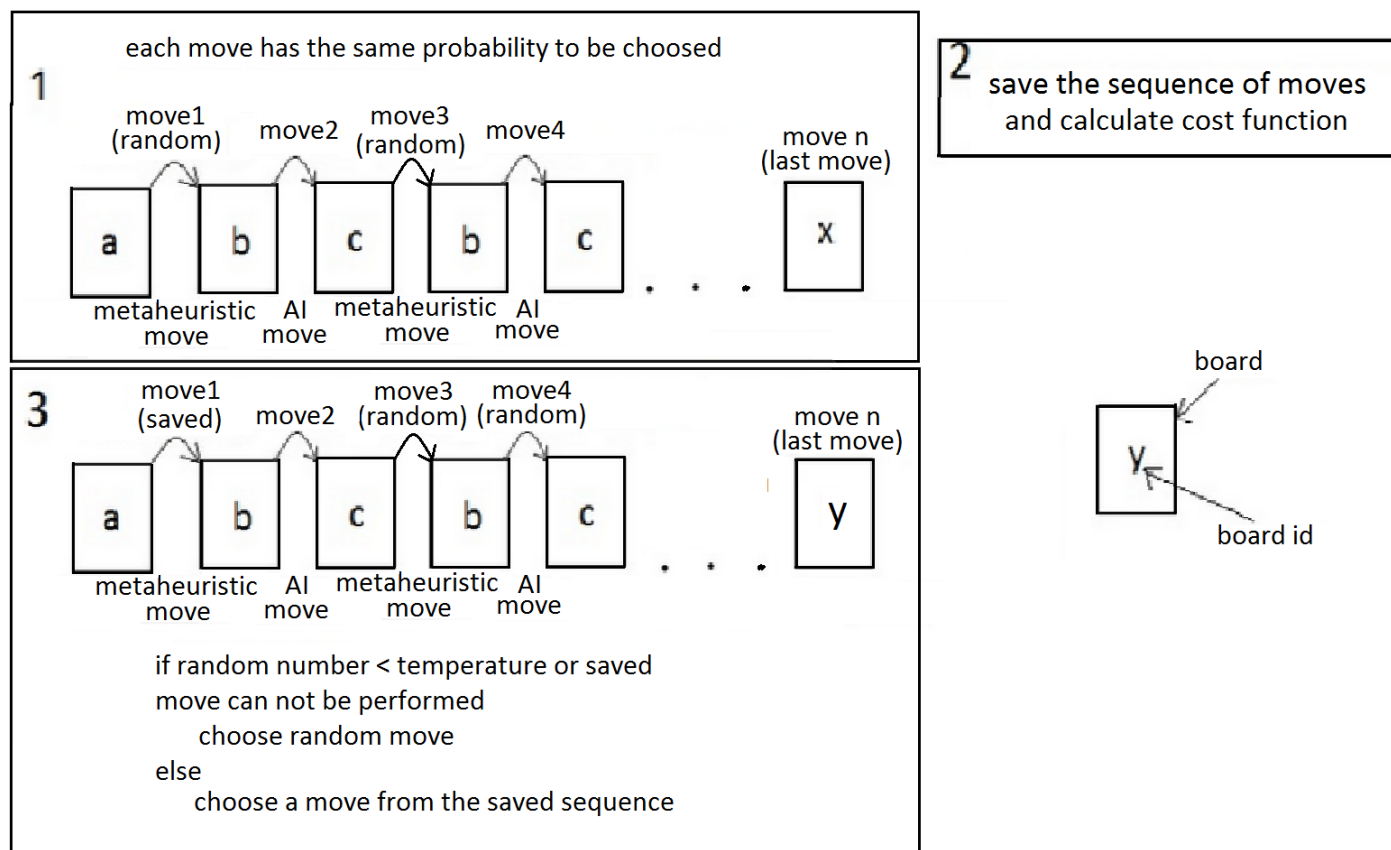 each move has the same probability to be choosed
1
move1
(random)
move2
move3
(random)
move4
move n
(last move)
a
b
c
b
c
. . .
x
metaheuristic
move
AI
move
metaheuristic
move
AI
move
2
save the sequence of moves
and calculate cost function
3
move1
(saved)
move2
move3
(random)
move4
(random)
move n
(last move)
a
b
c
b
c
. . .
y
metaheuristic
move
AI
move
metaheuristic
move
AI
move
if random number < temperature or saved
move can not be performed
choose random move
else
choose a move from the saved sequence
board
y
board id